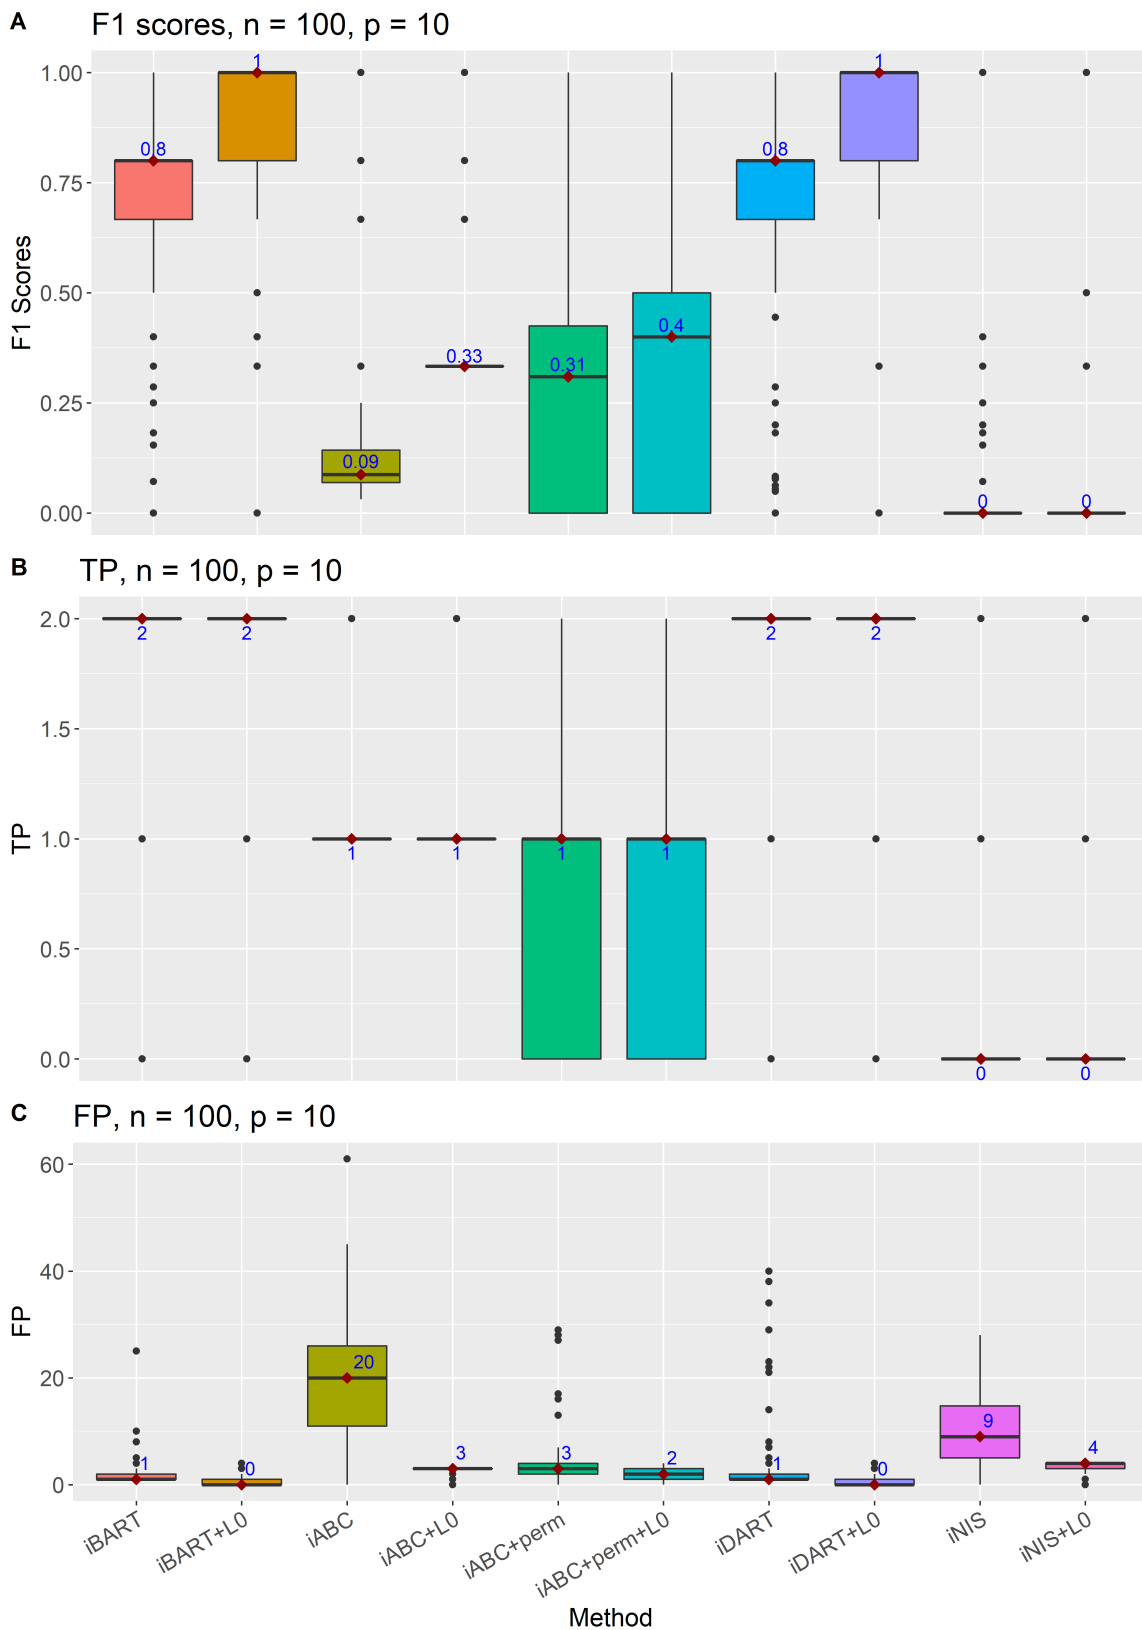 A
F1 scores, n = 100, p = 10
F1 Scores
1.00
0.75
0.50
0.25
0.00
0.8
1
0.09
0.33
0.31
0.4
0.8
1
0
0
B
TP, n = 100, p = 10
TP
2.0
1.5
1.0
0.5
0.0
2
2
1
1
1
1
2
2
0
0
C
FP, n = 100, p = 10
FP
60
40
20
0
1
0
20
3
3
2
1
0
9
4
iBART
iBART+L0
iABC
iABC+L0
iABC+perm
iABC+perm+L0
iDART
iDART+L0
iNIS
iNIS+L0
Method